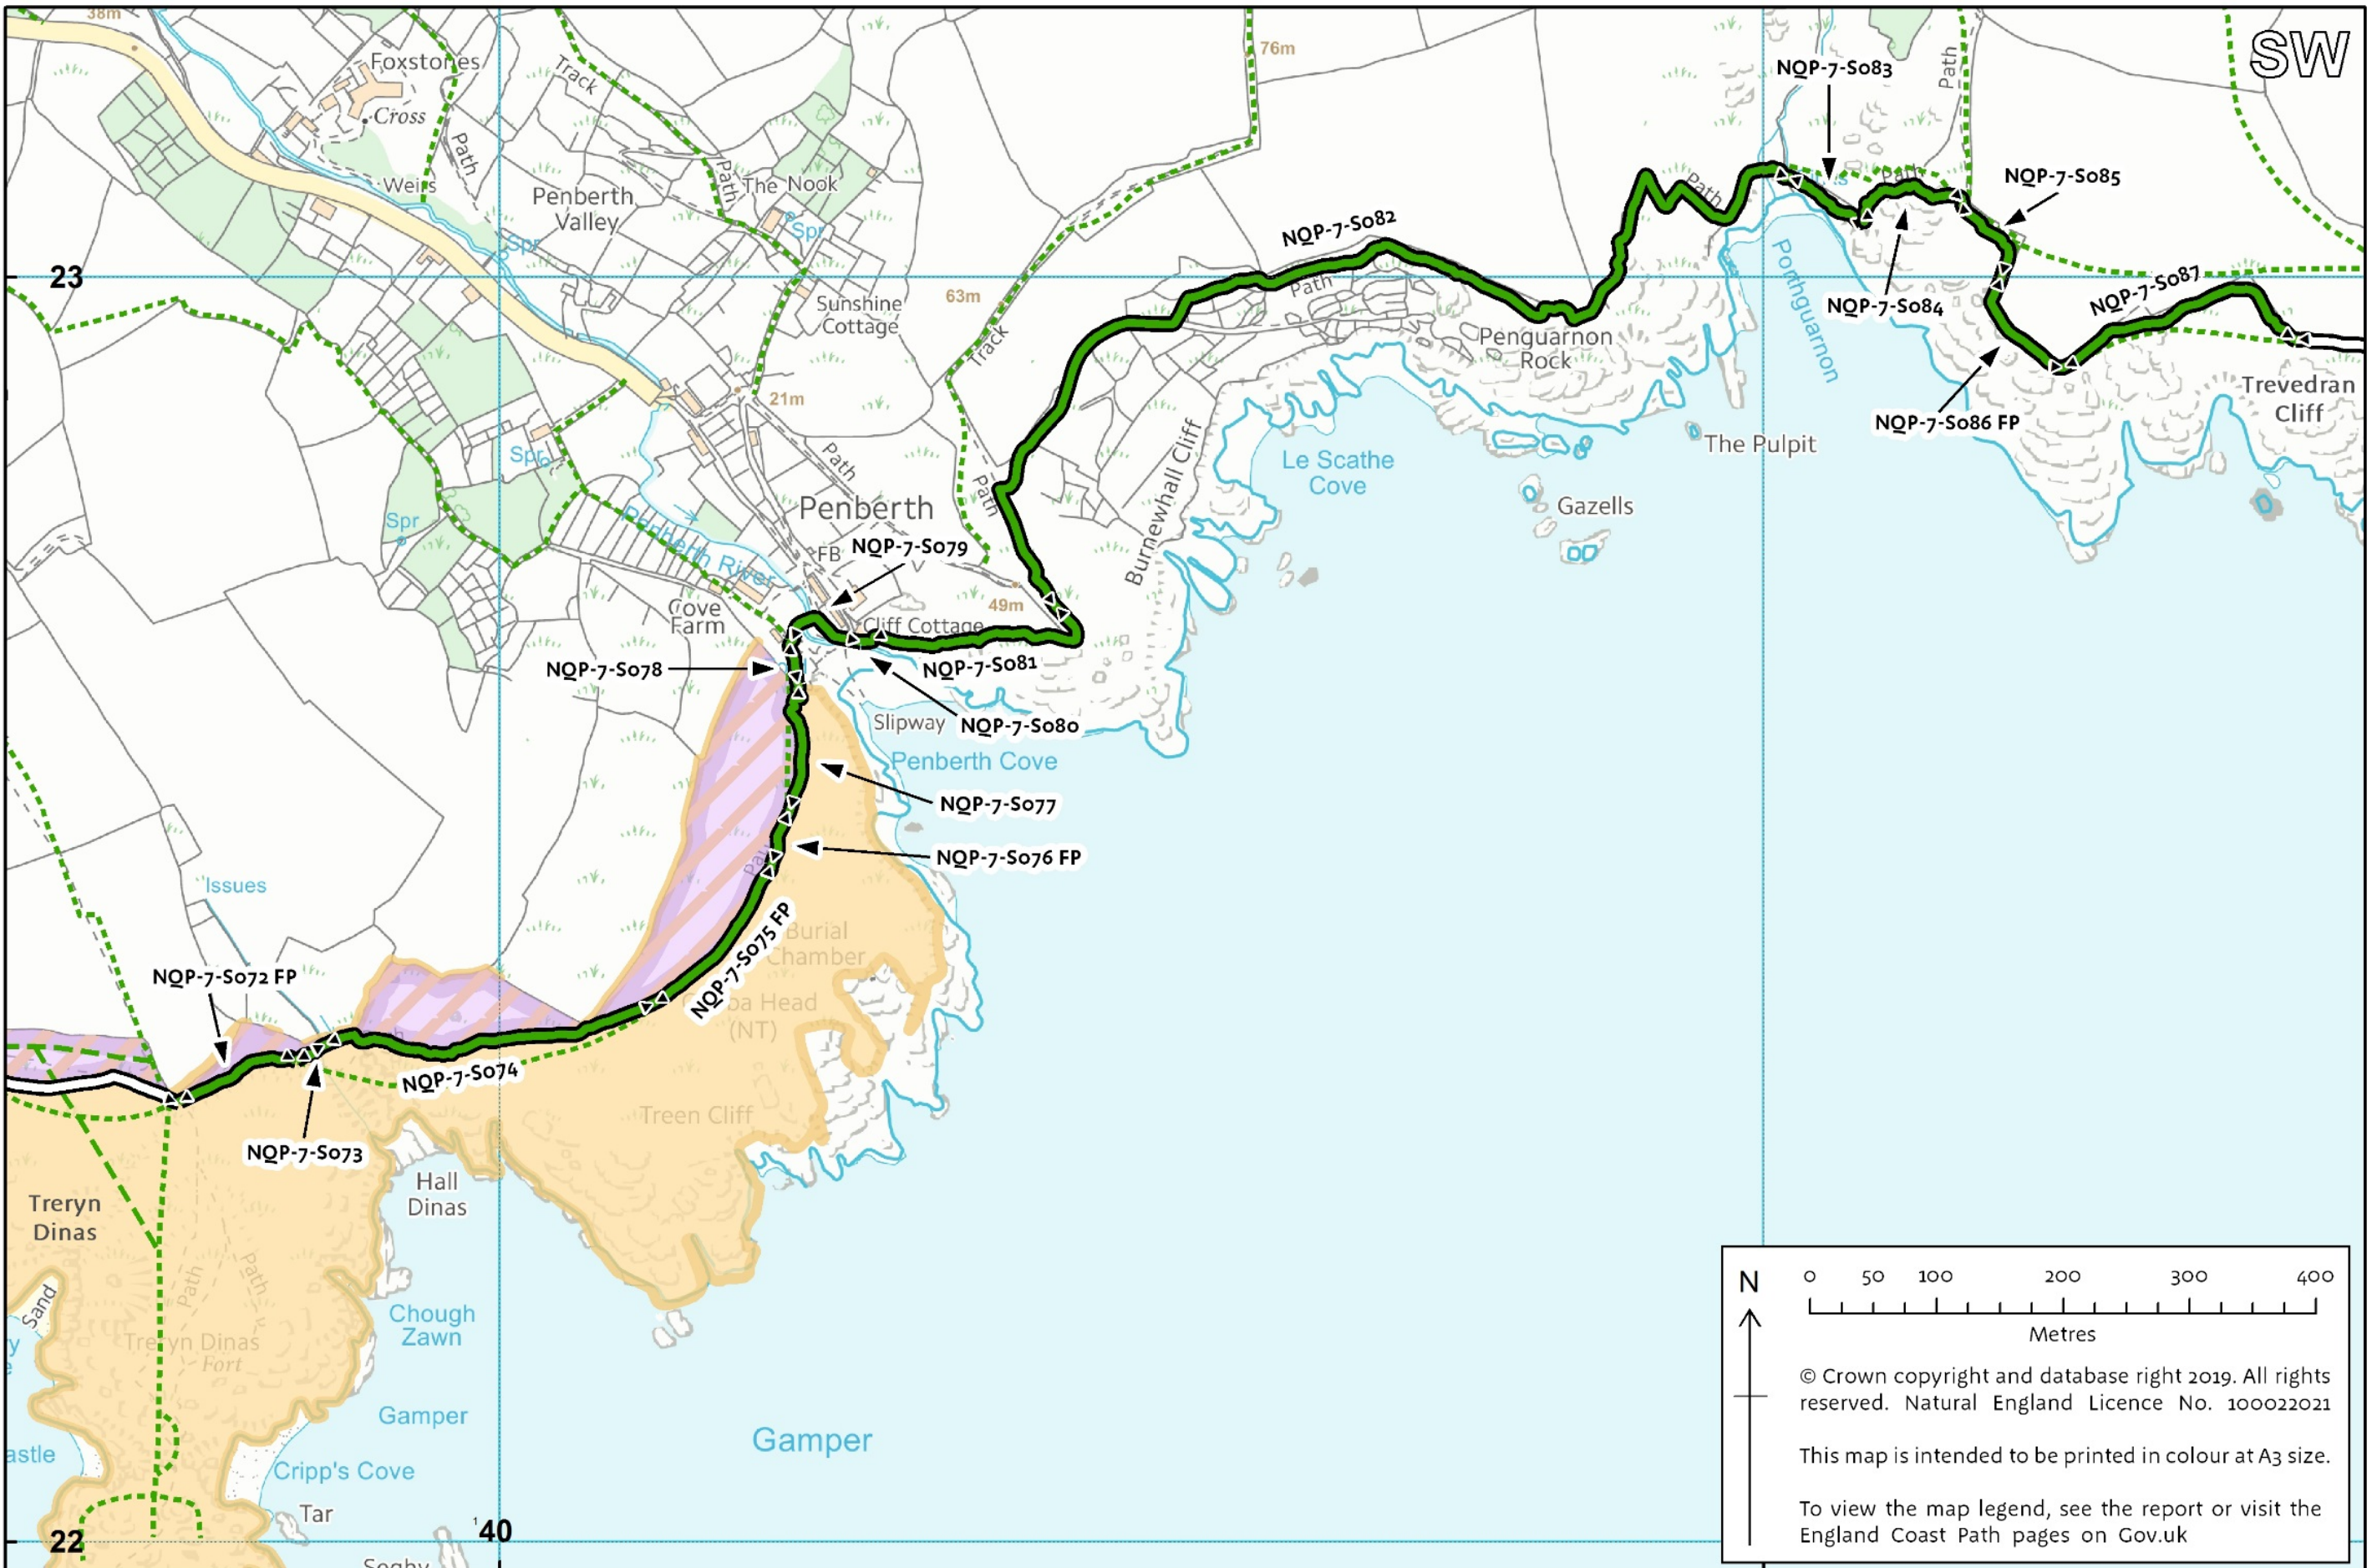 38m
Foxstones
Cross
Track
76m
NQP-7-S083
Path
SW
Path
Weirs
Path
The Nook
Penberth
Valley
Spr
Spr
Path
Path
NQP-7-S085
NQP-7-S082
23
63m
Sunshine
Cottage
Path
Porthguarnon
NQP-7-S084
NQP-7-S087
Track
Penguarnon
Rock
21m
Trevedran
Cliff
NQP-7-S086 FP
Spr
Path
Le Scathe
Cove
The Pulpit
Path
Burnewhall Cliff
Gazells
Spr
Penberth
Penberth River
FB
NQP-7-S079
Cove
Farm
49m
Cliff Cottage
NQP-7-S078
NQP-7-S081
Slipway
NQP-7-S080
Penberth Cove
NQP-7-S077
NQP-7-S076 FP
Issues
Burial
Chamber
NQP-7-S075 FP
NQP-7-S072 FP
Head
(NT)
NQP-7-S074
Treen Cliff
NQP-7-S073
Hall
Dinas
Treryn
Dinas
Path
Path
Sand
Chough
Zawn
Treryn Dinas
Fort
Gamper
Gamper
Cripp's Cove
Tar
22
40
N
0 50 100 200 300 400
Metres
© Crown copyright and database right 2019. All rights
reserved. Natural England Licence No. 100022021
This map is intended to be printed in colour at A3 size.
To view the map legend, see the report or visit the
England Coast Path pages on Gov.uk